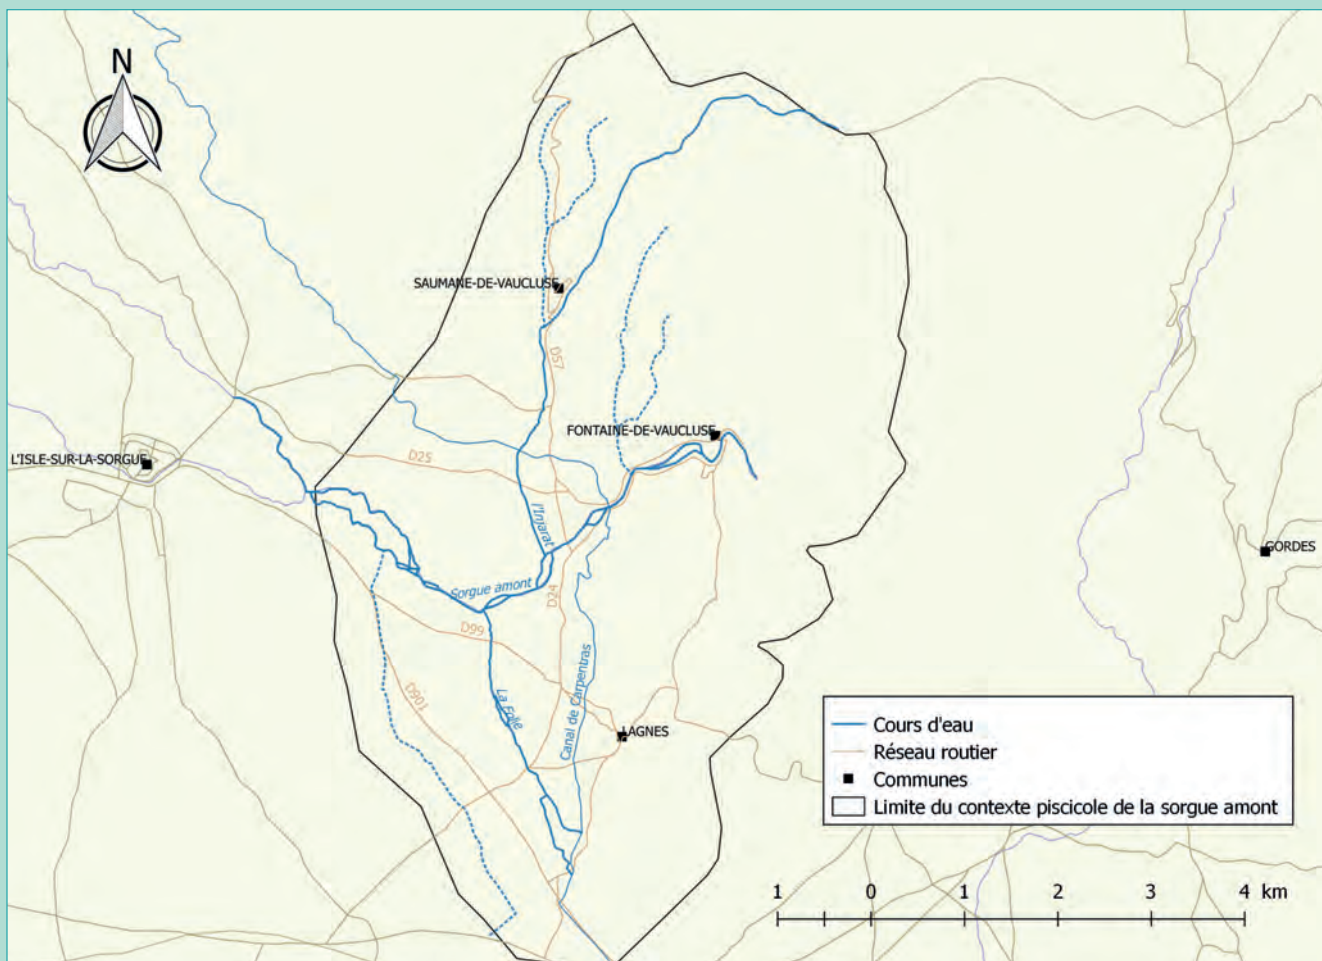 N
SAUMANE-DE-VAUCLUSE
D57
FONTAINE-DE-VAUCLUSE
L'ISLE-SUR-LA-SORGUE
D25
l'Injarat
GORDES
Sorgue amont
D24
D99
D901
La Folie
Canal de Carpentras
LAGNES
Cours d'eau
Réseau routier
Communes
Limite du contexte piscicole de la sorgue amont
1 0 1 2 3 4 km